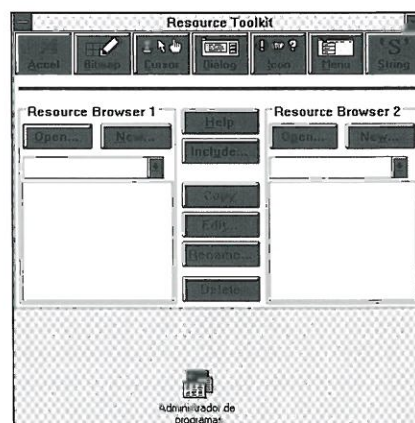 Resource Toolkit
Accel Bitmap Cursor Dialog Icon Menu String
Resource Browser 1
Resource Browser 2
Open... New...
Help
Open... New...
Include...
Copy
Edit...
Rename...
Delete
Administrador de
programas